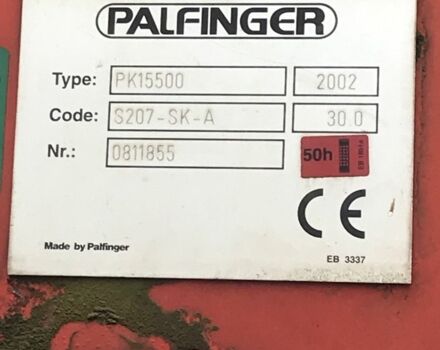 PALFINGER
Type: PK15500 2002
Code: S207-SK-A 30.0
Nr.: 0811855 50h
CE
Made by Palfinger
EB 3337